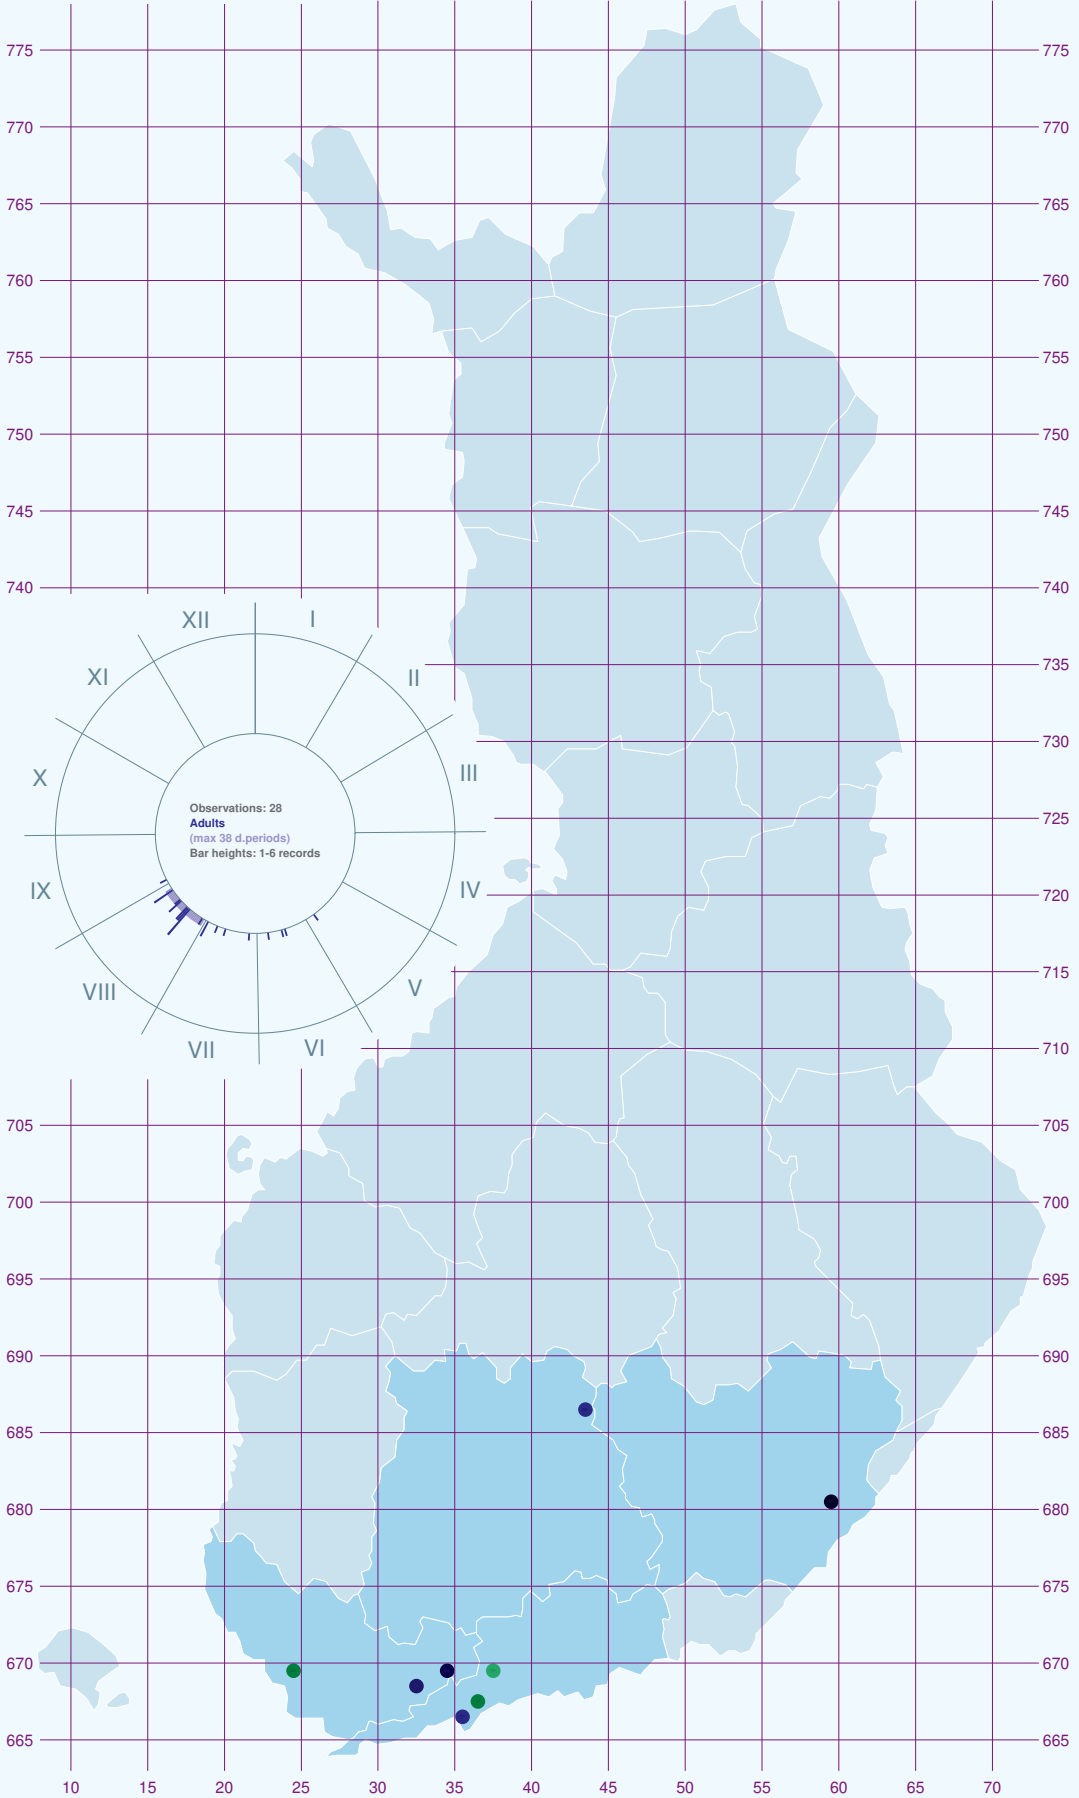 775 775
770 770
765 765
760 760
755 755
750 750
745 745
740 740
XII I
XI II
735
730
X III
Observations: 28
Adults
(max 38 d.periods)
Bar heights: 1-6 records
725
IX IV
720
VIII V
715
VII VI
710
705 705
700 700
695 695
690 690
685 685
680 680
675 675
670 670
665 665
10 15 20 25 30 35 40 45 50 55 60 65 70